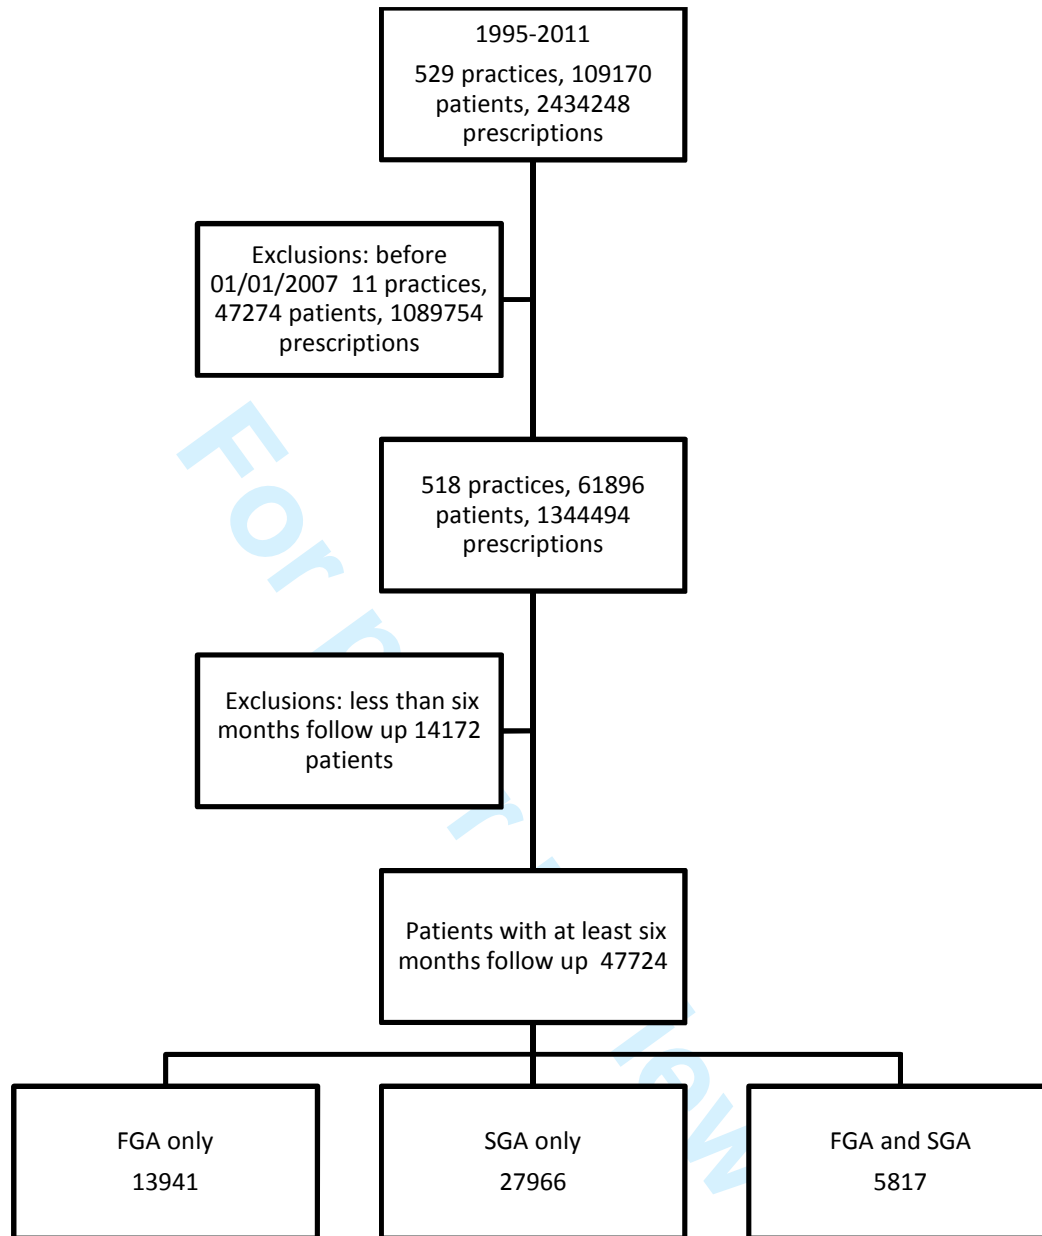 1995-2011
529 practices, 109170
patients, 2434248
prescriptions
Exclusions: before
01/01/2007 11 practices,
47274 patients, 1089754
prescriptions
518 practices, 61896
patients, 1344494
prescriptions
Exclusions: less than six
months follow up 14172
patients
Patients with at least six
months follow up 47724
FGA only
13941
SGA only
27966
FGA and SGA
5817
For